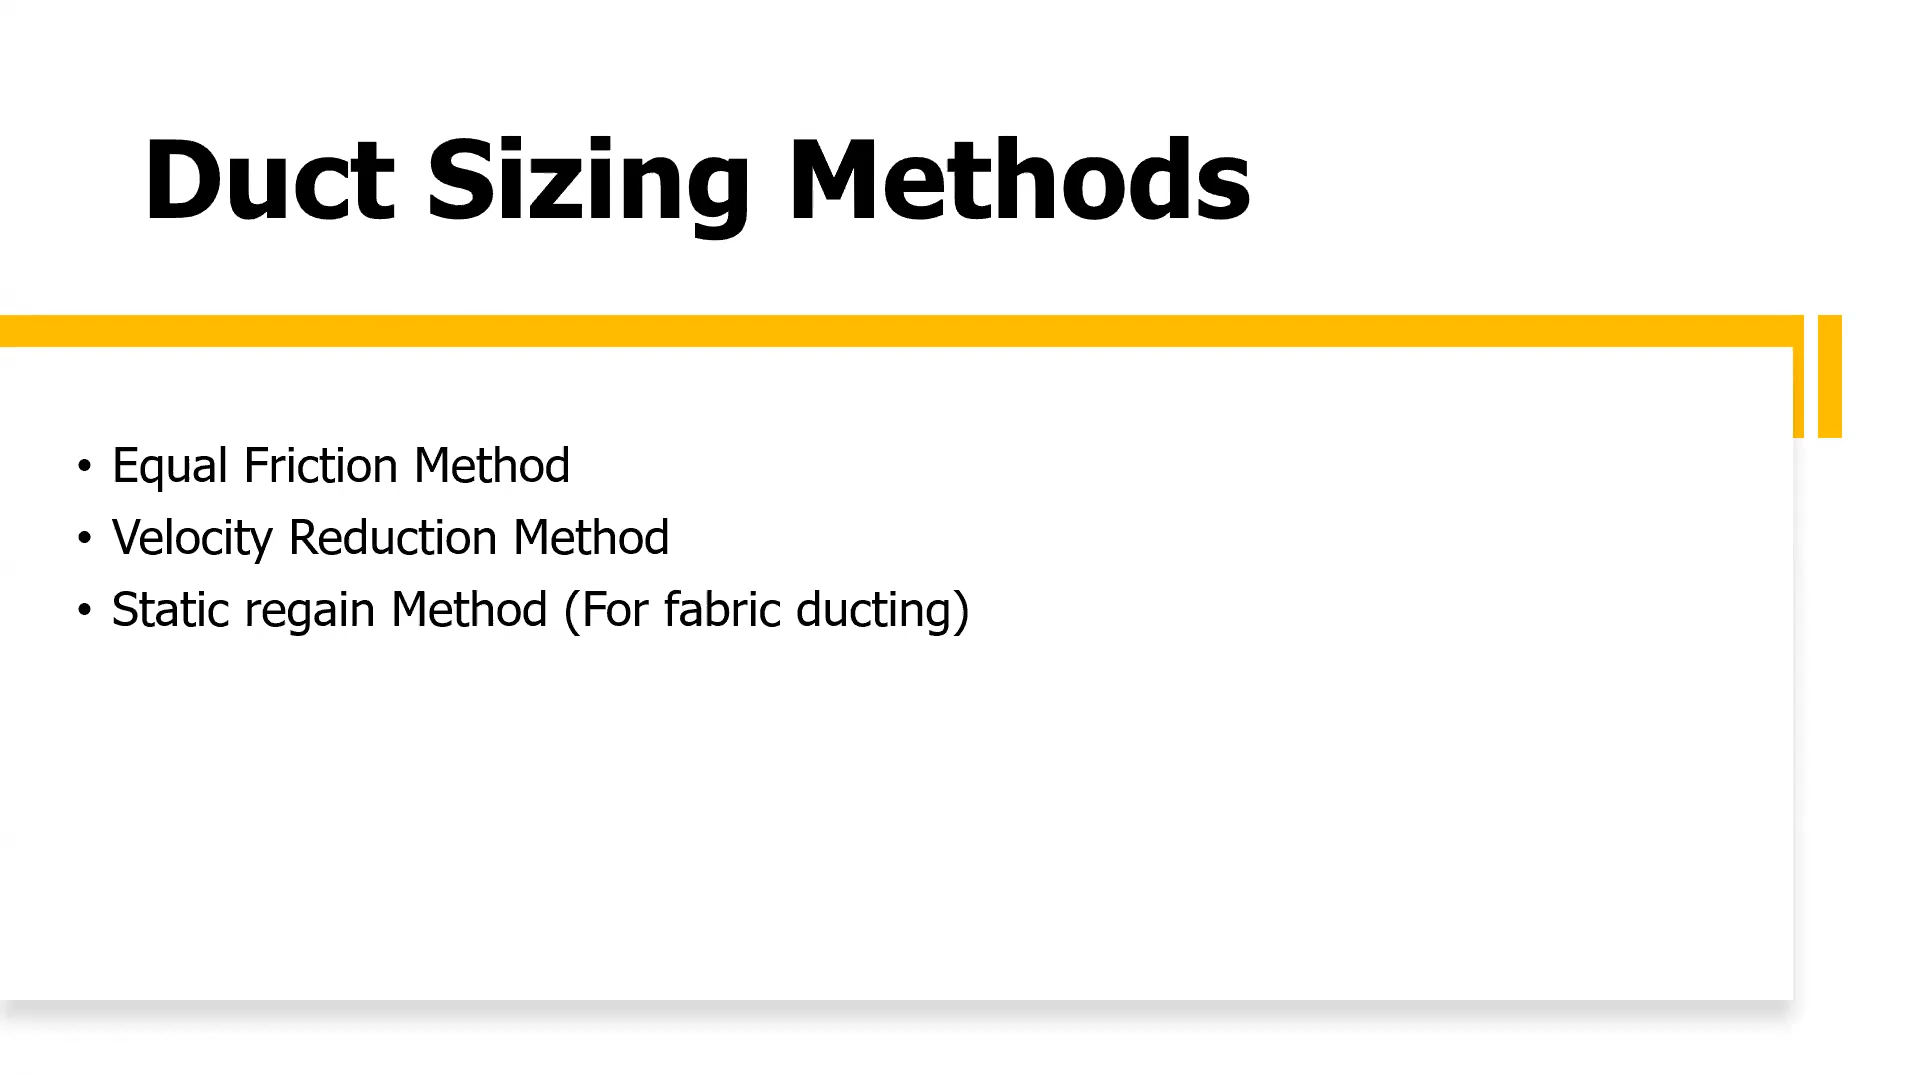 Duct Sizing Methods
• Equal Friction Method
• Velocity Reduction Method
• Static regain Method (For fabric ducting)